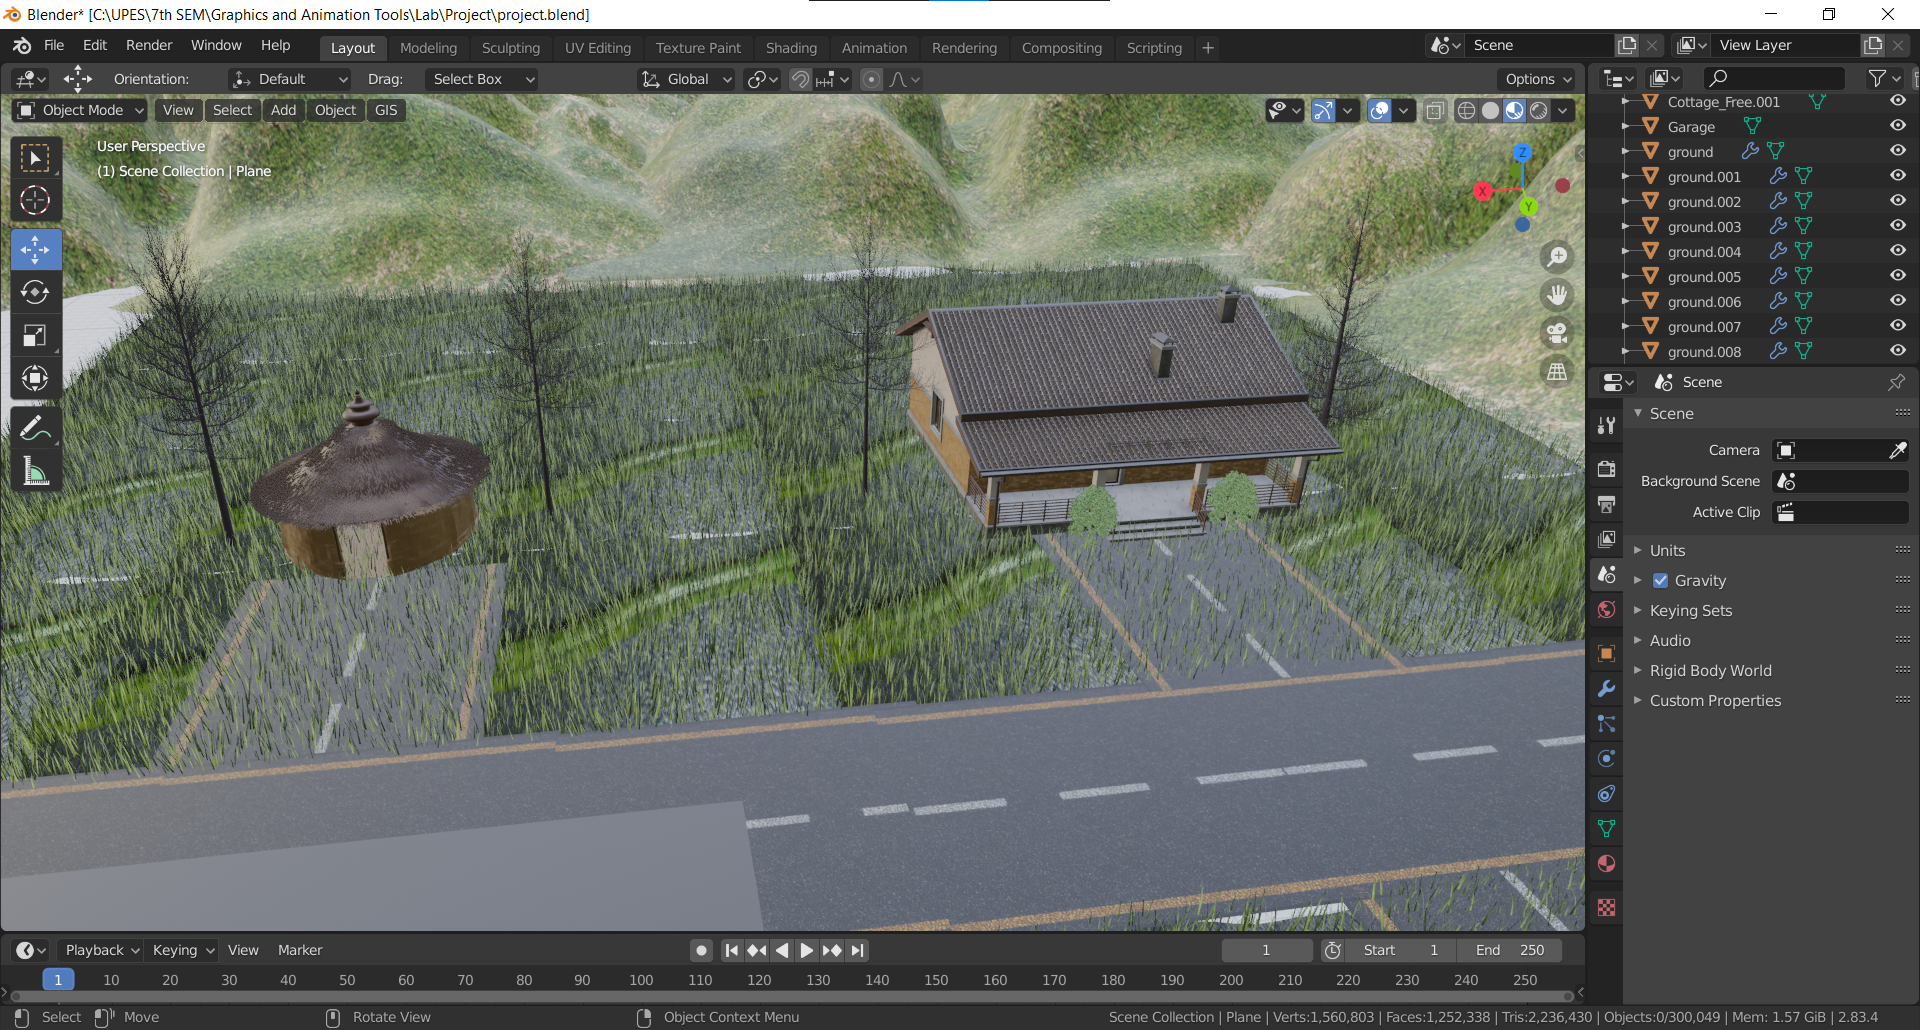 Blender* [C:\UPES\7th SEM\Graphics and Animation Tools\Lab\Project\project.blend]
File Edit Render Window Help
Layout Modeling Sculpting UV Editing Texture Paint Shading Animation Rendering Compositing Scripting +
Scene
View Layer
Orientation: Default Drag: Select Box
Global
Options
Object Mode View Select Add Object GIS
User Perspective
(1) Scene Collection | Plane
Z
X
Y
Cottage_Free.001
Garage
ground
ground.001
ground.002
ground.003
ground.004
ground.005
ground.006
ground.007
ground.008
Scene
Scene
Camera
Background Scene
Active Clip
Units
Gravity
Keying Sets
Audio
Rigid Body World
Custom Properties
Playback Keying View Marker
1 Start 1 End 250
1 10 20 30 40 50 60 70 80 90 100 110 120 130 140 150 160 170 180 190 200 210 220 230 240 250
Select Move Rotate View Object Context Menu
Scene Collection | Plane | Verts:1,560,803 | Faces:1,252,338 | Tris:2,236,430 | Objects:0/300,049 | Mem: 1.57 GiB | 2.83.4